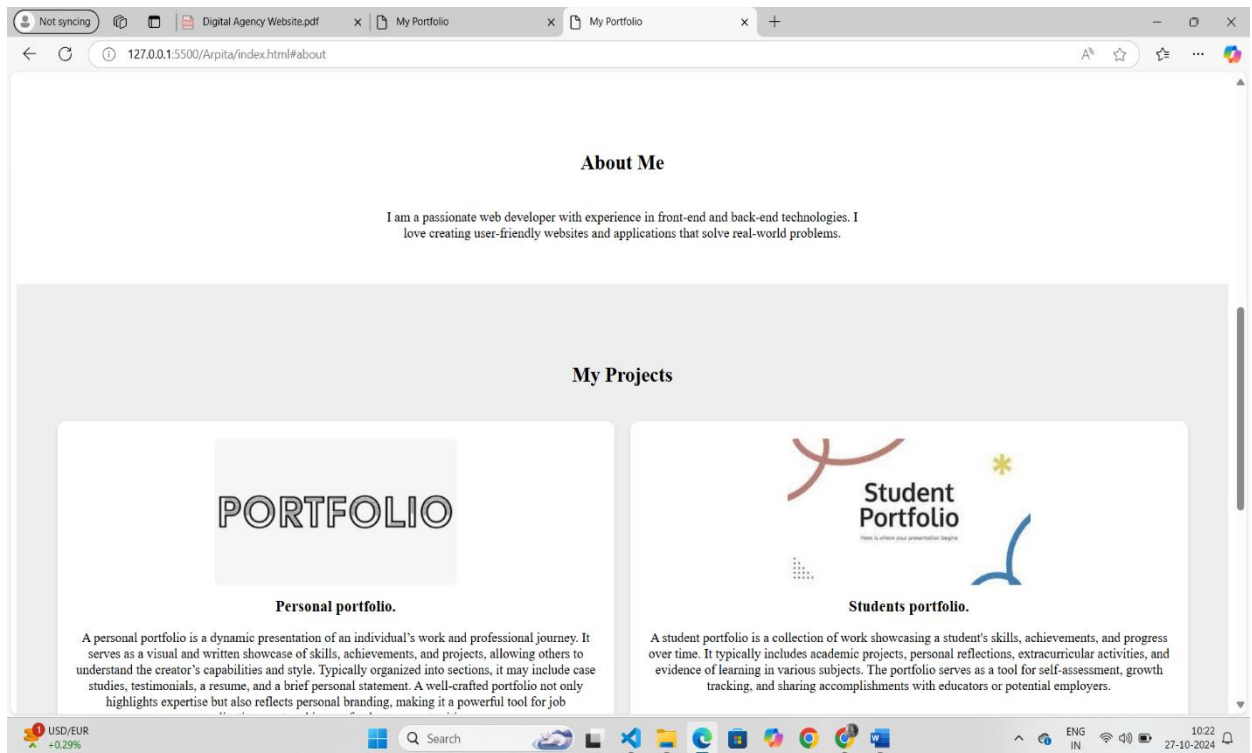 Not syncing
Digital Agency Website.pdf
My Portfolio
My Portfolio
127.0.0.1:5500/Arpita/index.html#about
About Me
I am a passionate web developer with experience in front-end and back-end technologies. I
love creating user-friendly websites and applications that solve real-world problems.
My Projects
PORTFOLIO
Personal portfolio.
A personal portfolio is a dynamic presentation of an individual’s work and professional journey. It
serves as a visual and written showcase of skills, achievements, and projects, allowing others to
understand the creator’s capabilities and style. Typically organized into sections, it may include case
studies, testimonials, a resume, and a brief personal statement. A well-crafted portfolio not only
highlights expertise but also reflects personal branding, making it a powerful tool for job
Student
Portfolio
Here is where your presentation begins
Students portfolio.
A student portfolio is a collection of work showcasing a student's skills, achievements, and progress
over time. It typically includes academic projects, personal reflections, extracurricular activities, and
evidence of learning in various subjects. The portfolio serves as a tool for self-assessment, growth
tracking, and sharing accomplishments with educators or potential employers.
USD/EUR
+0.29%
Search
ENG
IN
10:22
27-10-2024